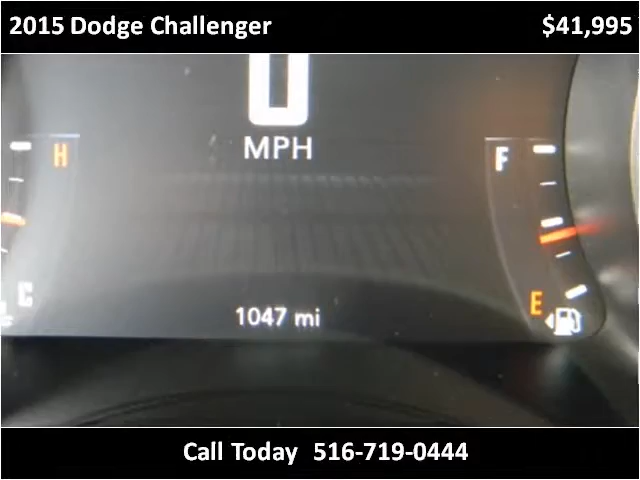 2015 Dodge Challenger $41,995
0
MPH
H F
C E
1047 mi
Call Today 516-719-0444